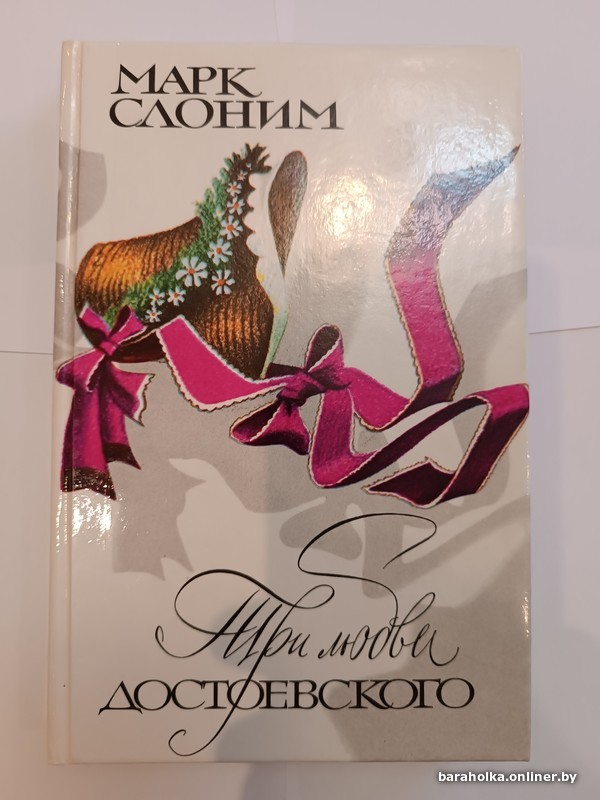 МАРК
СЛОНИМ
Три любви
ДОСТОЕВСКОГО
baraholka.onliner.by